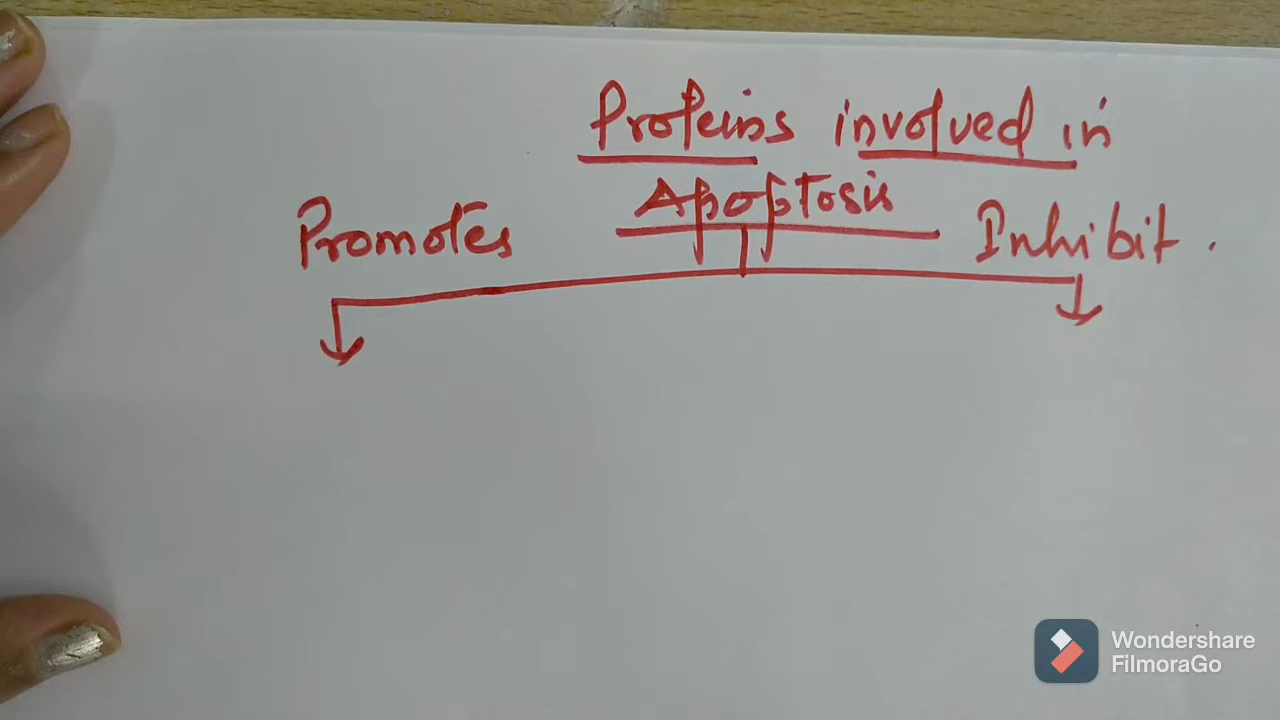 Proteins involved in
Apoptosis
Promotes
Inhibit.
Wondershare
FilmoraGo